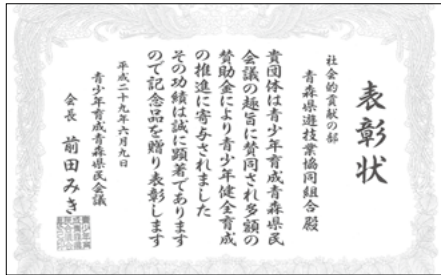 表彰状
社会的貢献の部
青森県遊技業協同組合殿
貴団体は青少年育成青森県民
会議の趣旨に賛同され多額の
賛助金により青少年健全育成
の推進に寄与されました
その功績は誠に顕著であります
ので記念品を贈り表彰します
平成二十九年六月九日
青少年育成青森県民会議
会長 前田みき